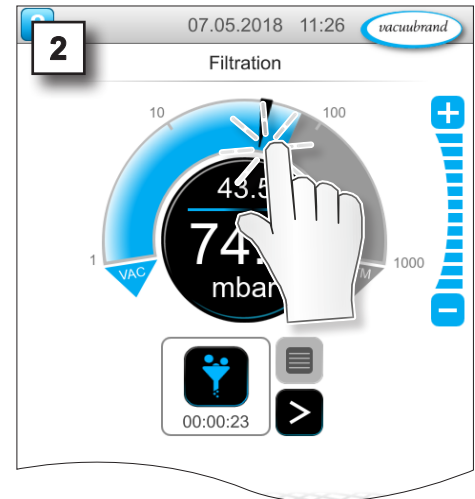 2
07.05.2018 11:26 vacuubrand
Filtration
10 100
43.5
74.
1 VAC 1000
mbar
00:00:23